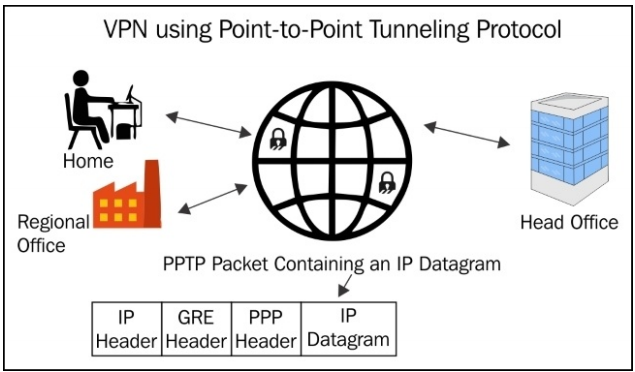 VPN using Point-to-Point Tunneling Protocol
Home
Regional
Office
Head Office
PPTP Packet Containing an IP Datagram
IP Header
GRE Header
PPP Header
IP Datagram